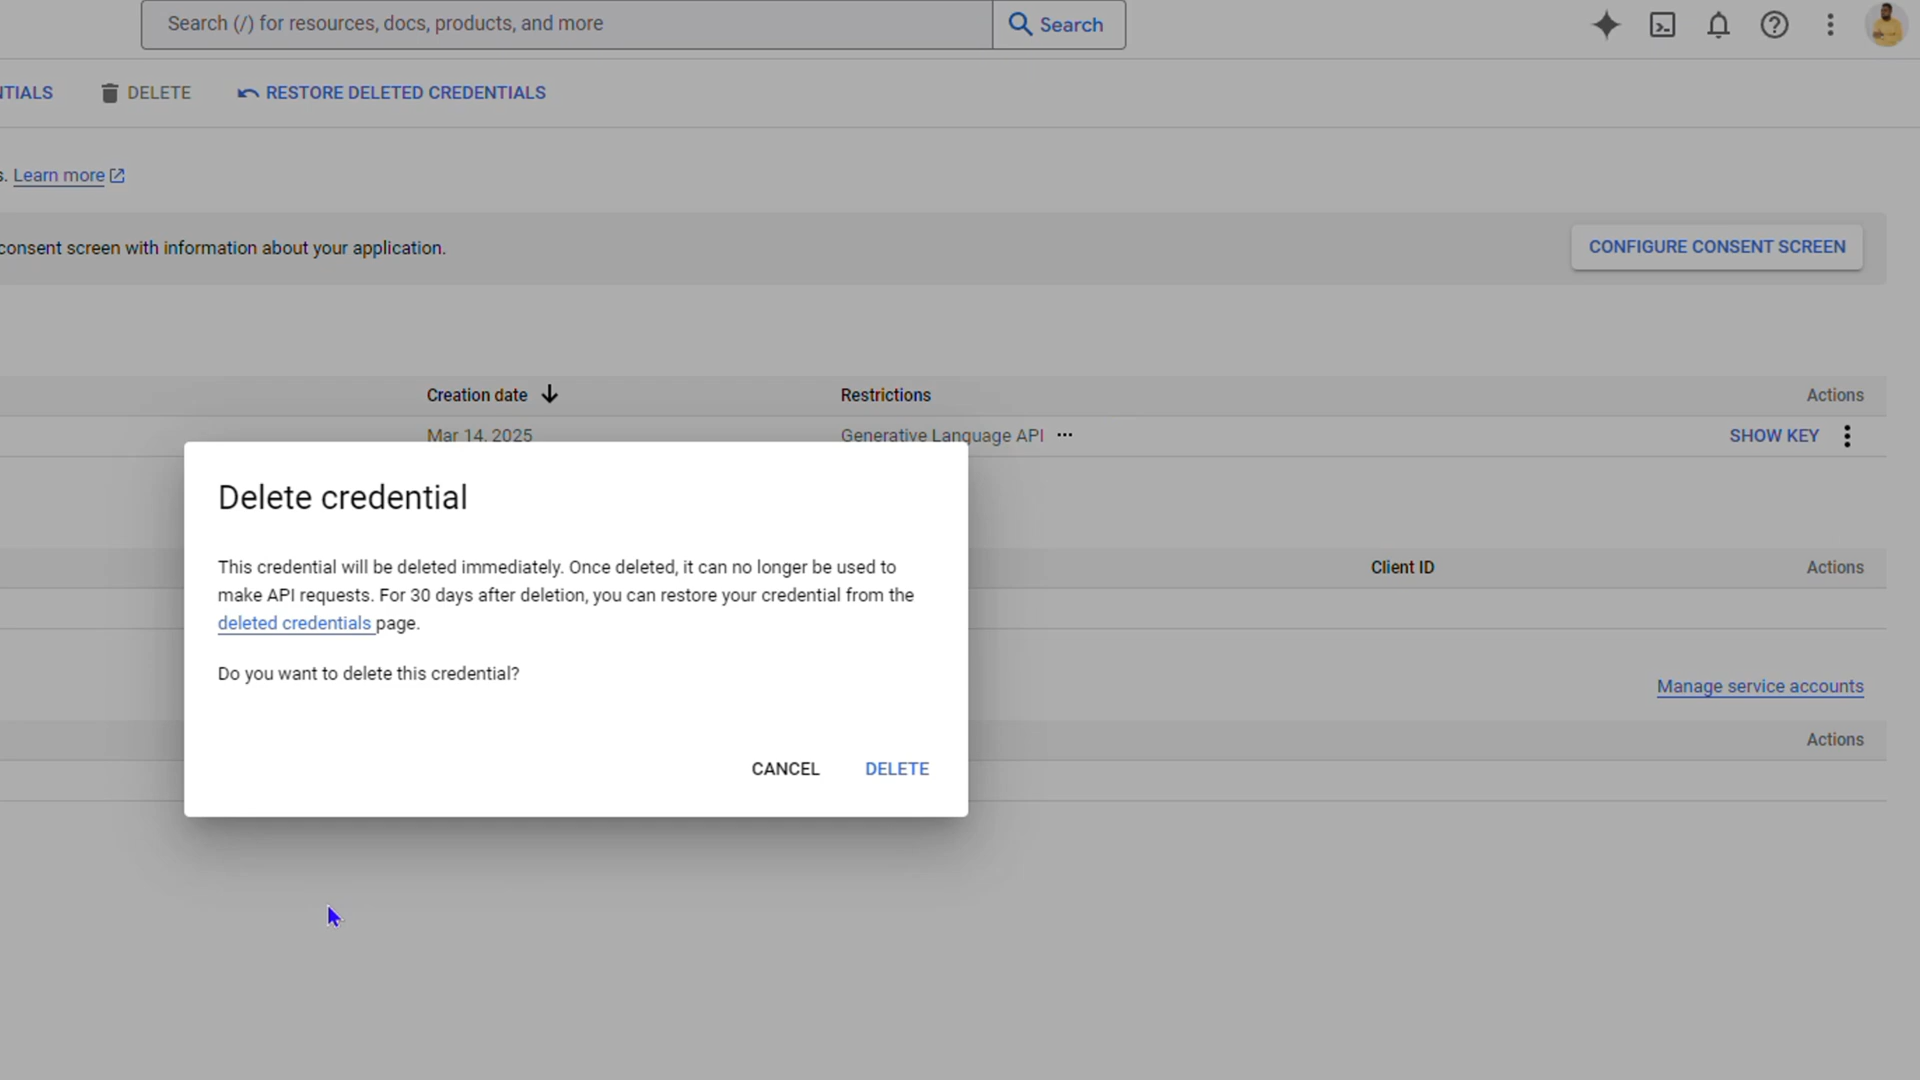 Search (/) for resources, docs, products, and more
Search
NTIALS
DELETE
RESTORE DELETED CREDENTIALS
s. Learn more
consent screen with information about your application.
CONFIGURE CONSENT SCREEN
Creation date
Restrictions
Actions
Mar 14, 2025
Generative Language API
SHOW KEY
Delete credential
This credential will be deleted immediately. Once deleted, it can no longer be used to
make API requests. For 30 days after deletion, you can restore your credential from the
deleted credentials page.
Do you want to delete this credential?
CANCEL
DELETE
Client ID
Actions
Manage service accounts
Actions